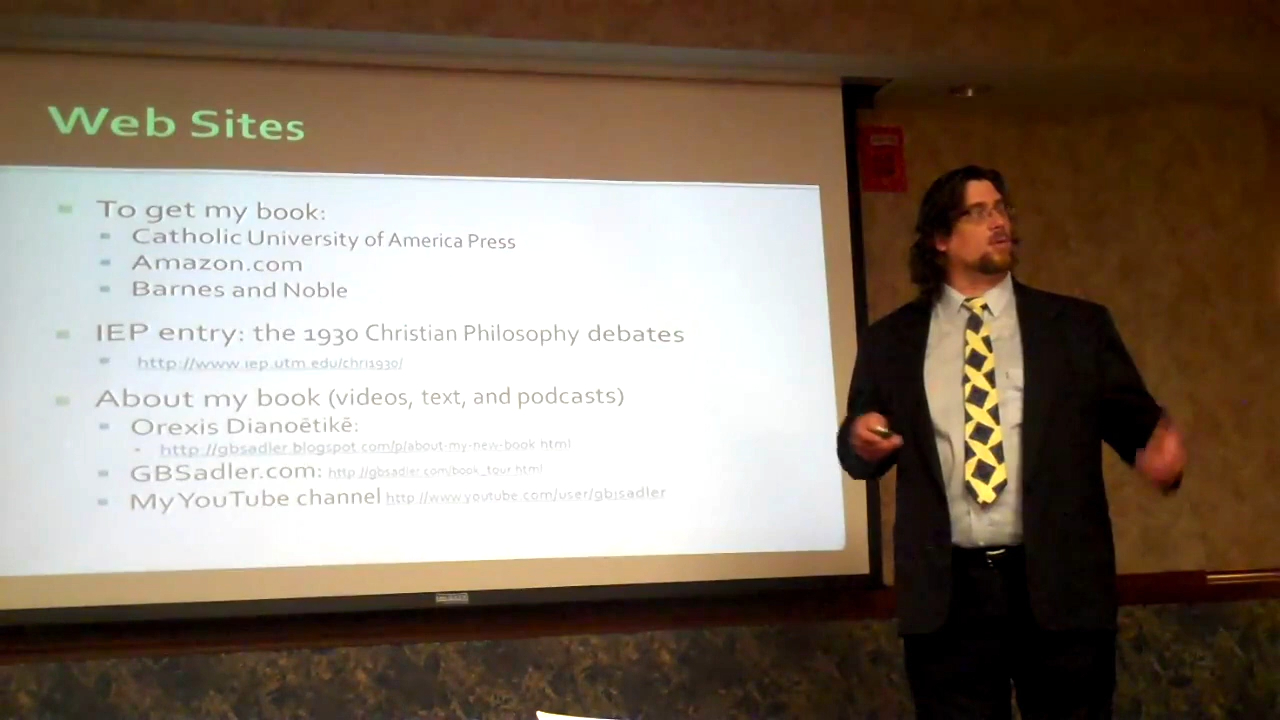 Web Sites
To get my book:
Catholic University of America Press
Amazon.com
Barnes and Noble
IEP entry: the 1930 Christian Philosophy debates
http://www.iep.utm.edu/chri1930/
About my book (videos, text, and podcasts)
Orexis Dianoētikē:
http://gbsadler.blogspot.com/p/about-my-new-book.html
GBSadler.com: http://gbsadler.com/book_tour.html
My YouTube channel http://www.youtube.com/user/gbisadler